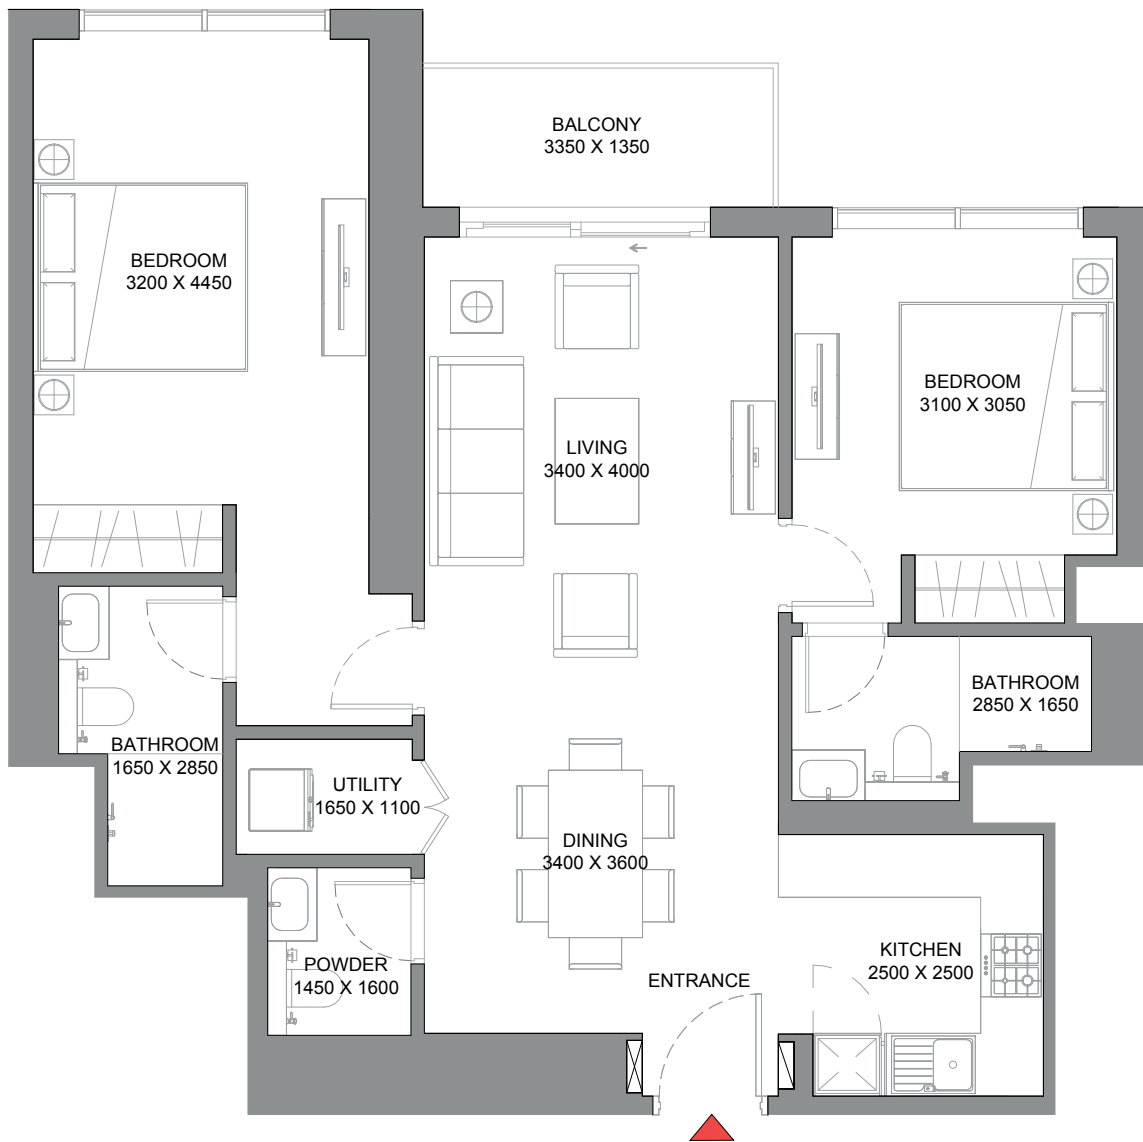 BALCONY
3350 X 1350
BEDROOM
3200 X 4450
BEDROOM
3100 X 3050
LIVING
3400 X 4000
BATHROOM
2850 X 1650
BATHROOM
1650 X 2850
UTILITY
1650 X 1100
DINING
3400 X 3600
KITCHEN
2500 X 2500
POWDER
1450 X 1600
ENTRANCE